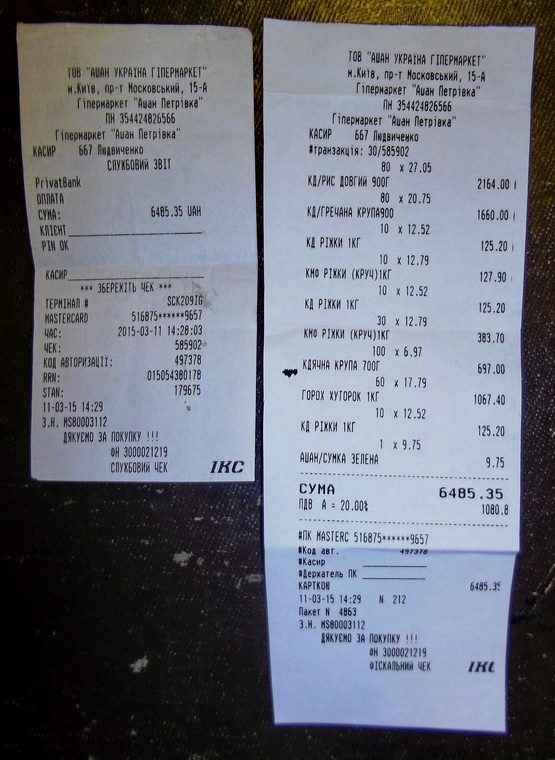 ТОВ "АШАН УКРАЇНА ГІПЕРМАРКЕТ"
м.Київ, пр-т Московський, 15-А
Гіпермаркет "Ашан Петрівка"
ПН 354424826566
Гіпермаркет "Ашан Петрівка"
КАСИР 667 Людвиченко
СЛУЖБОВИЙ ЗВІТ
PrivatBank
ОПЛАТА
СУМА: 6485.35 UAH
КЛІЄНТ
PIN OK
КАСИР
*** ЗБЕРЕЖІТЬ ЧЕК ***
ТЕРМІНАЛ # SCK209IG
MASTERCARD 516875******9657
ЧАС: 2015-03-11 14:28:03
ЧЕК: 585902
КОД АВТОРИЗАЦІЇ: 497378
RRN: 015054380178
STAN: 179675
11-03-15 14:29
З.Н. MS80003112
ДЯКУЄМО ЗА ПОКУПКУ !!!
ФН 3000021219
СЛУЖБОВИЙ ЧЕК ІКС
ТОВ "АШАН УКРАЇНА ГІПЕРМАРКЕТ"
м.Київ, пр-т Московський, 15-А
Гіпермаркет "Ашан Петрівка"
ПН 354424826566
Гіпермаркет "Ашан Петрівка"
КАСИР 667 Людвиченко
#транзакція: 30/585902
80 x 27.05
КД/РИС ДОВГИЙ 900Г 2164.00
80 x 20.75
КД/ГРЕЧАНА КРУПА900 1660.00
10 x 12.52
КД РІЖКИ 1КГ 125.20
10 x 12.79
КМФ РІЖКИ (КРУЧ)1КГ 127.90
10 x 12.52
КД РІЖКИ 1КГ 125.20
30 x 12.79
КМФ РІЖКИ (КРУЧ)1КГ 383.70
100 x 6.97
КДЯЧНА КРУПА 700Г 697.00
60 x 17.79
ГОРОХ ХУТОРОК 1КГ 1067.40
10 x 12.52
КД РІЖКИ 1КГ 125.20
1 x 9.75
АШАН/СУМКА ЗЕЛЕНА 9.75
СУМА 6485.35
ПДВ А = 20.00% 1080.8
#ПК MASTERC 516875******9657
#Код авт. 497378
#Касир
#Держатель ПК
КАРТКОЮ 6485.35
11-03-15 14:29 N 212
Пакет N 4863
З.Н. MS80003112
ДЯКУЄМО ЗА ПОКУПКУ !!!
ФН 3000021219
ФІСКАЛЬНИЙ ЧЕК ІКС